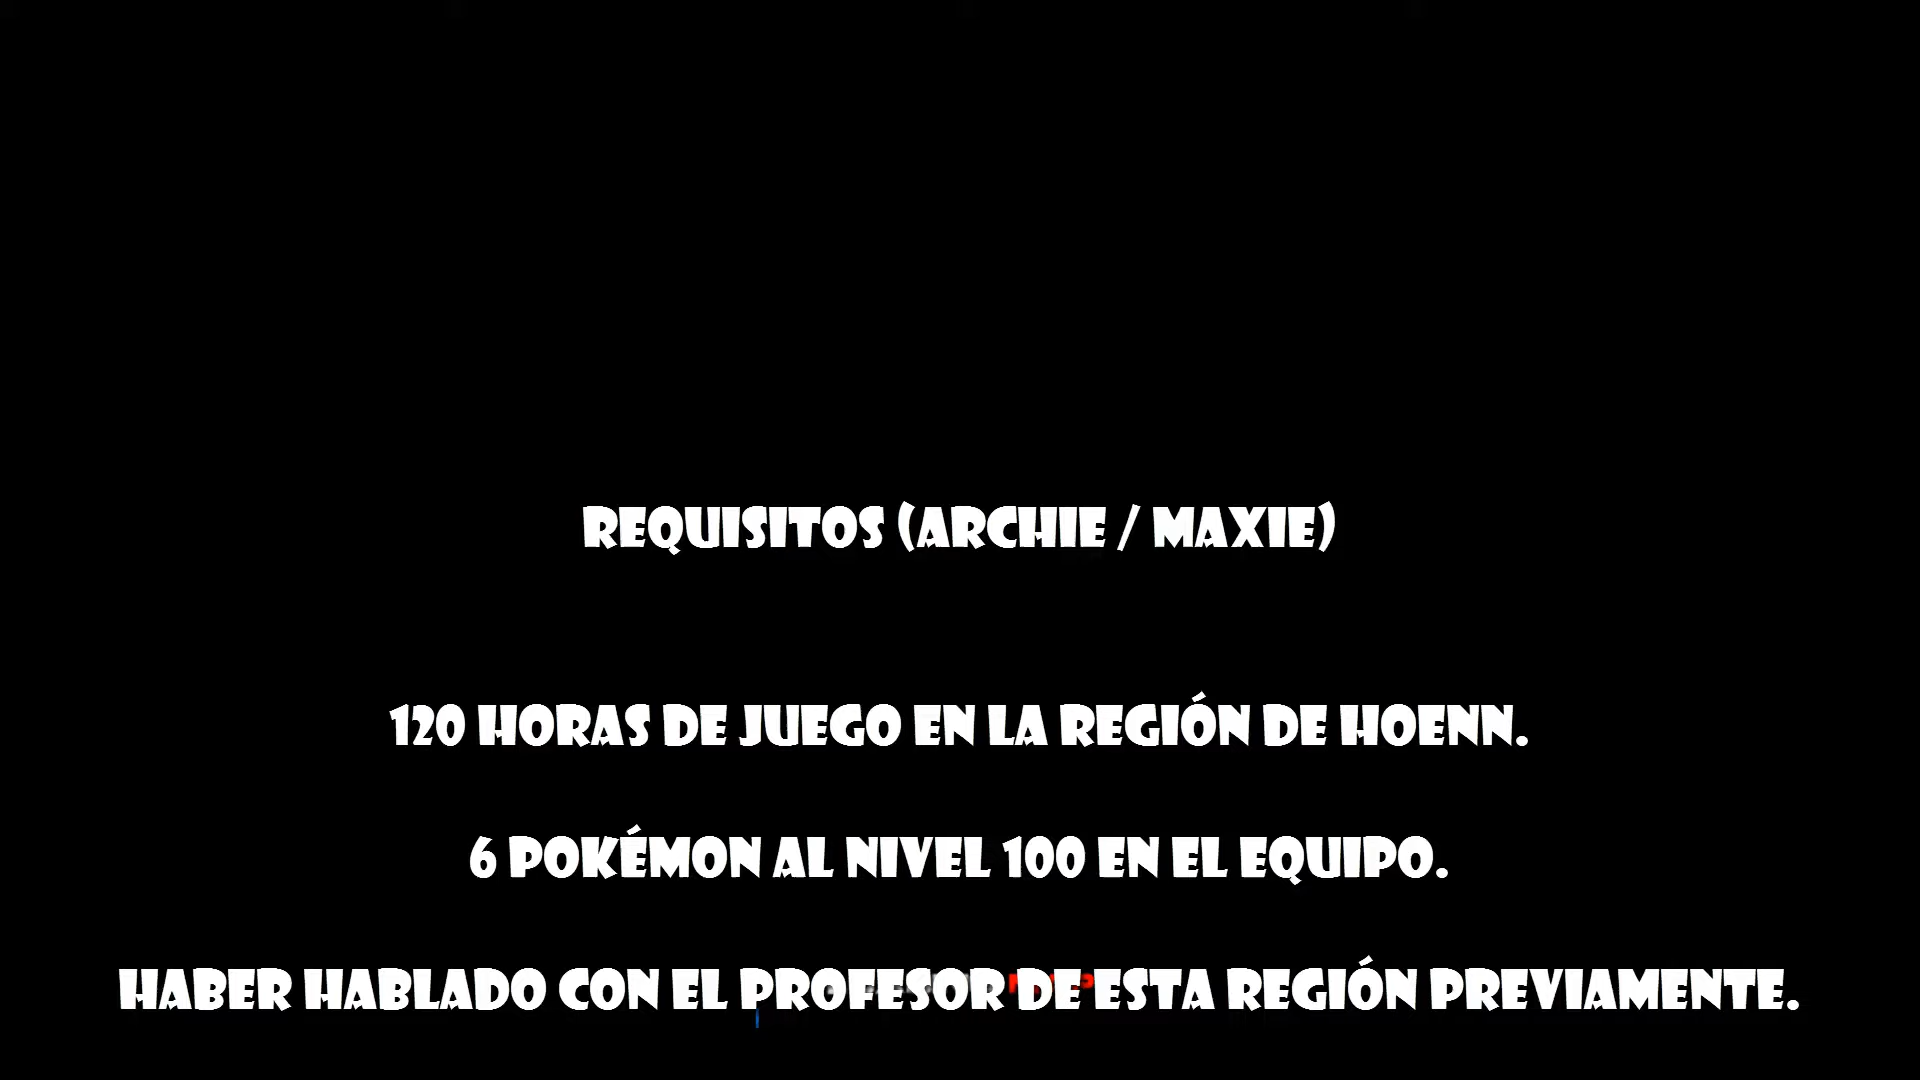 REQUISITOS (ARCHIE / MAXIE)
120 HORAS DE JUEGO EN LA REGIÓN DE HOENN.
6 POKÉMON AL NIVEL 100 EN EL EQUIPO.
HABER HABLADO CON EL PROFESOR DE ESTA REGIÓN PREVIAMENTE.